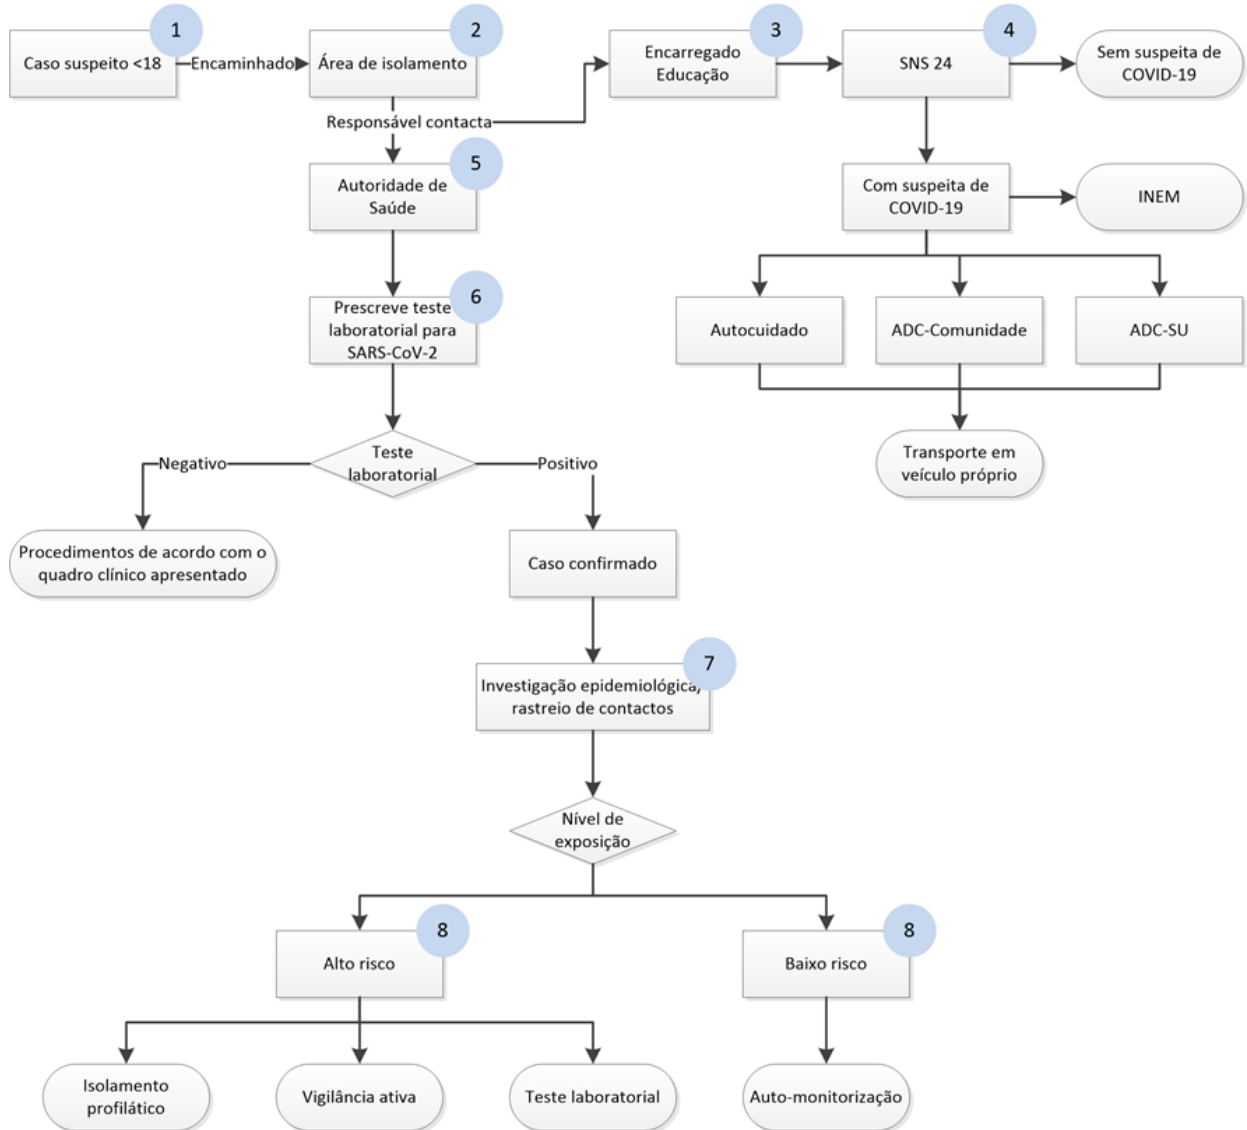 1
Caso suspeito <18
Encaminhado
2
Área de isolamento
3
Encarregado
Educação
4
SNS 24
Sem suspeita de
COVID-19
Responsável contacta
5
Autoridade de
Saúde
Com suspeita de
COVID-19
INEM
6
Prescreve teste
laboratorial para
SARS-CoV-2
Autocuidado
ADC-Comunidade
ADC-SU
Teste
laboratorial
Negativo
Positivo
Transporte em
veículo próprio
Procedimentos de acordo com o
quadro clínico apresentado
Caso confirmado
7
Investigação epidemiológica/
rastreio de contactos
Nível de
exposição
8
Alto risco
8
Baixo risco
Isolamento
profilático
Vigilância ativa
Teste laboratorial
Auto-monitorização